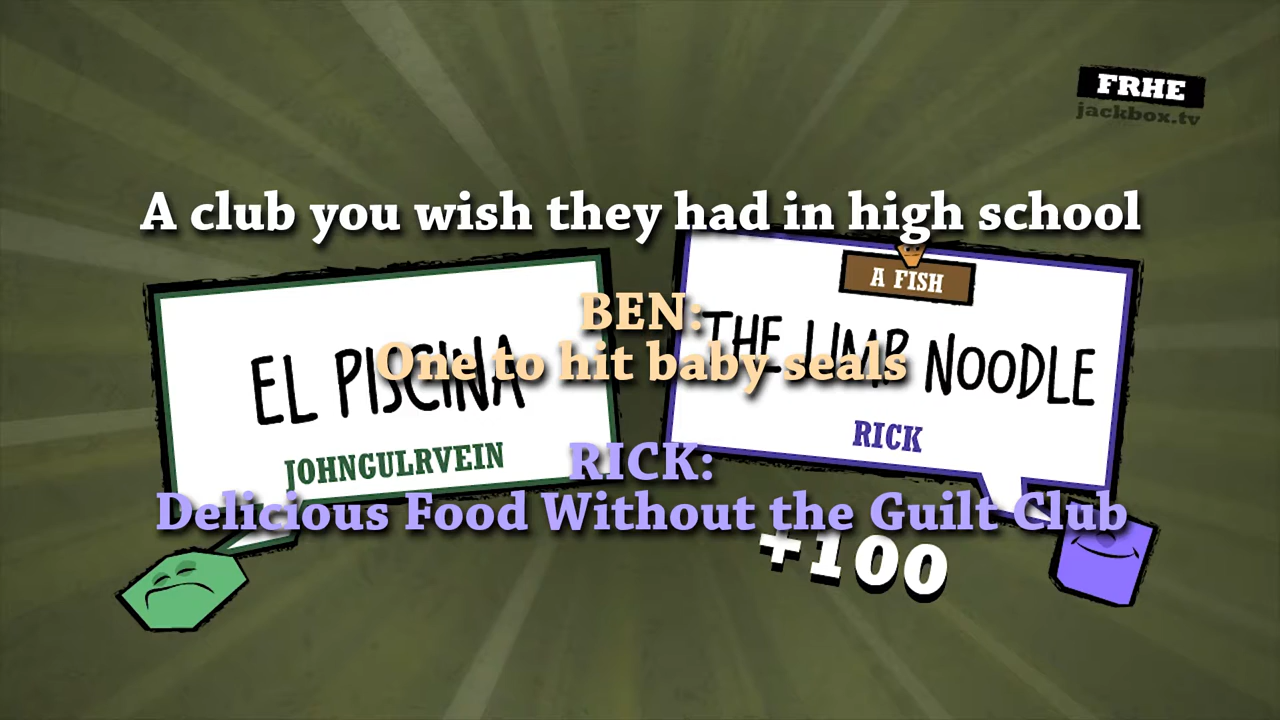 FRHE
jackbox.tv
A club you wish they had in high school
A FISH
BEN:
One to hit baby seals
EL PISCINA
THE LIMP NOODLE
JOHNGULRVEIN
RICK
RICK:
Delicious Food Without the Guilt Club
+100